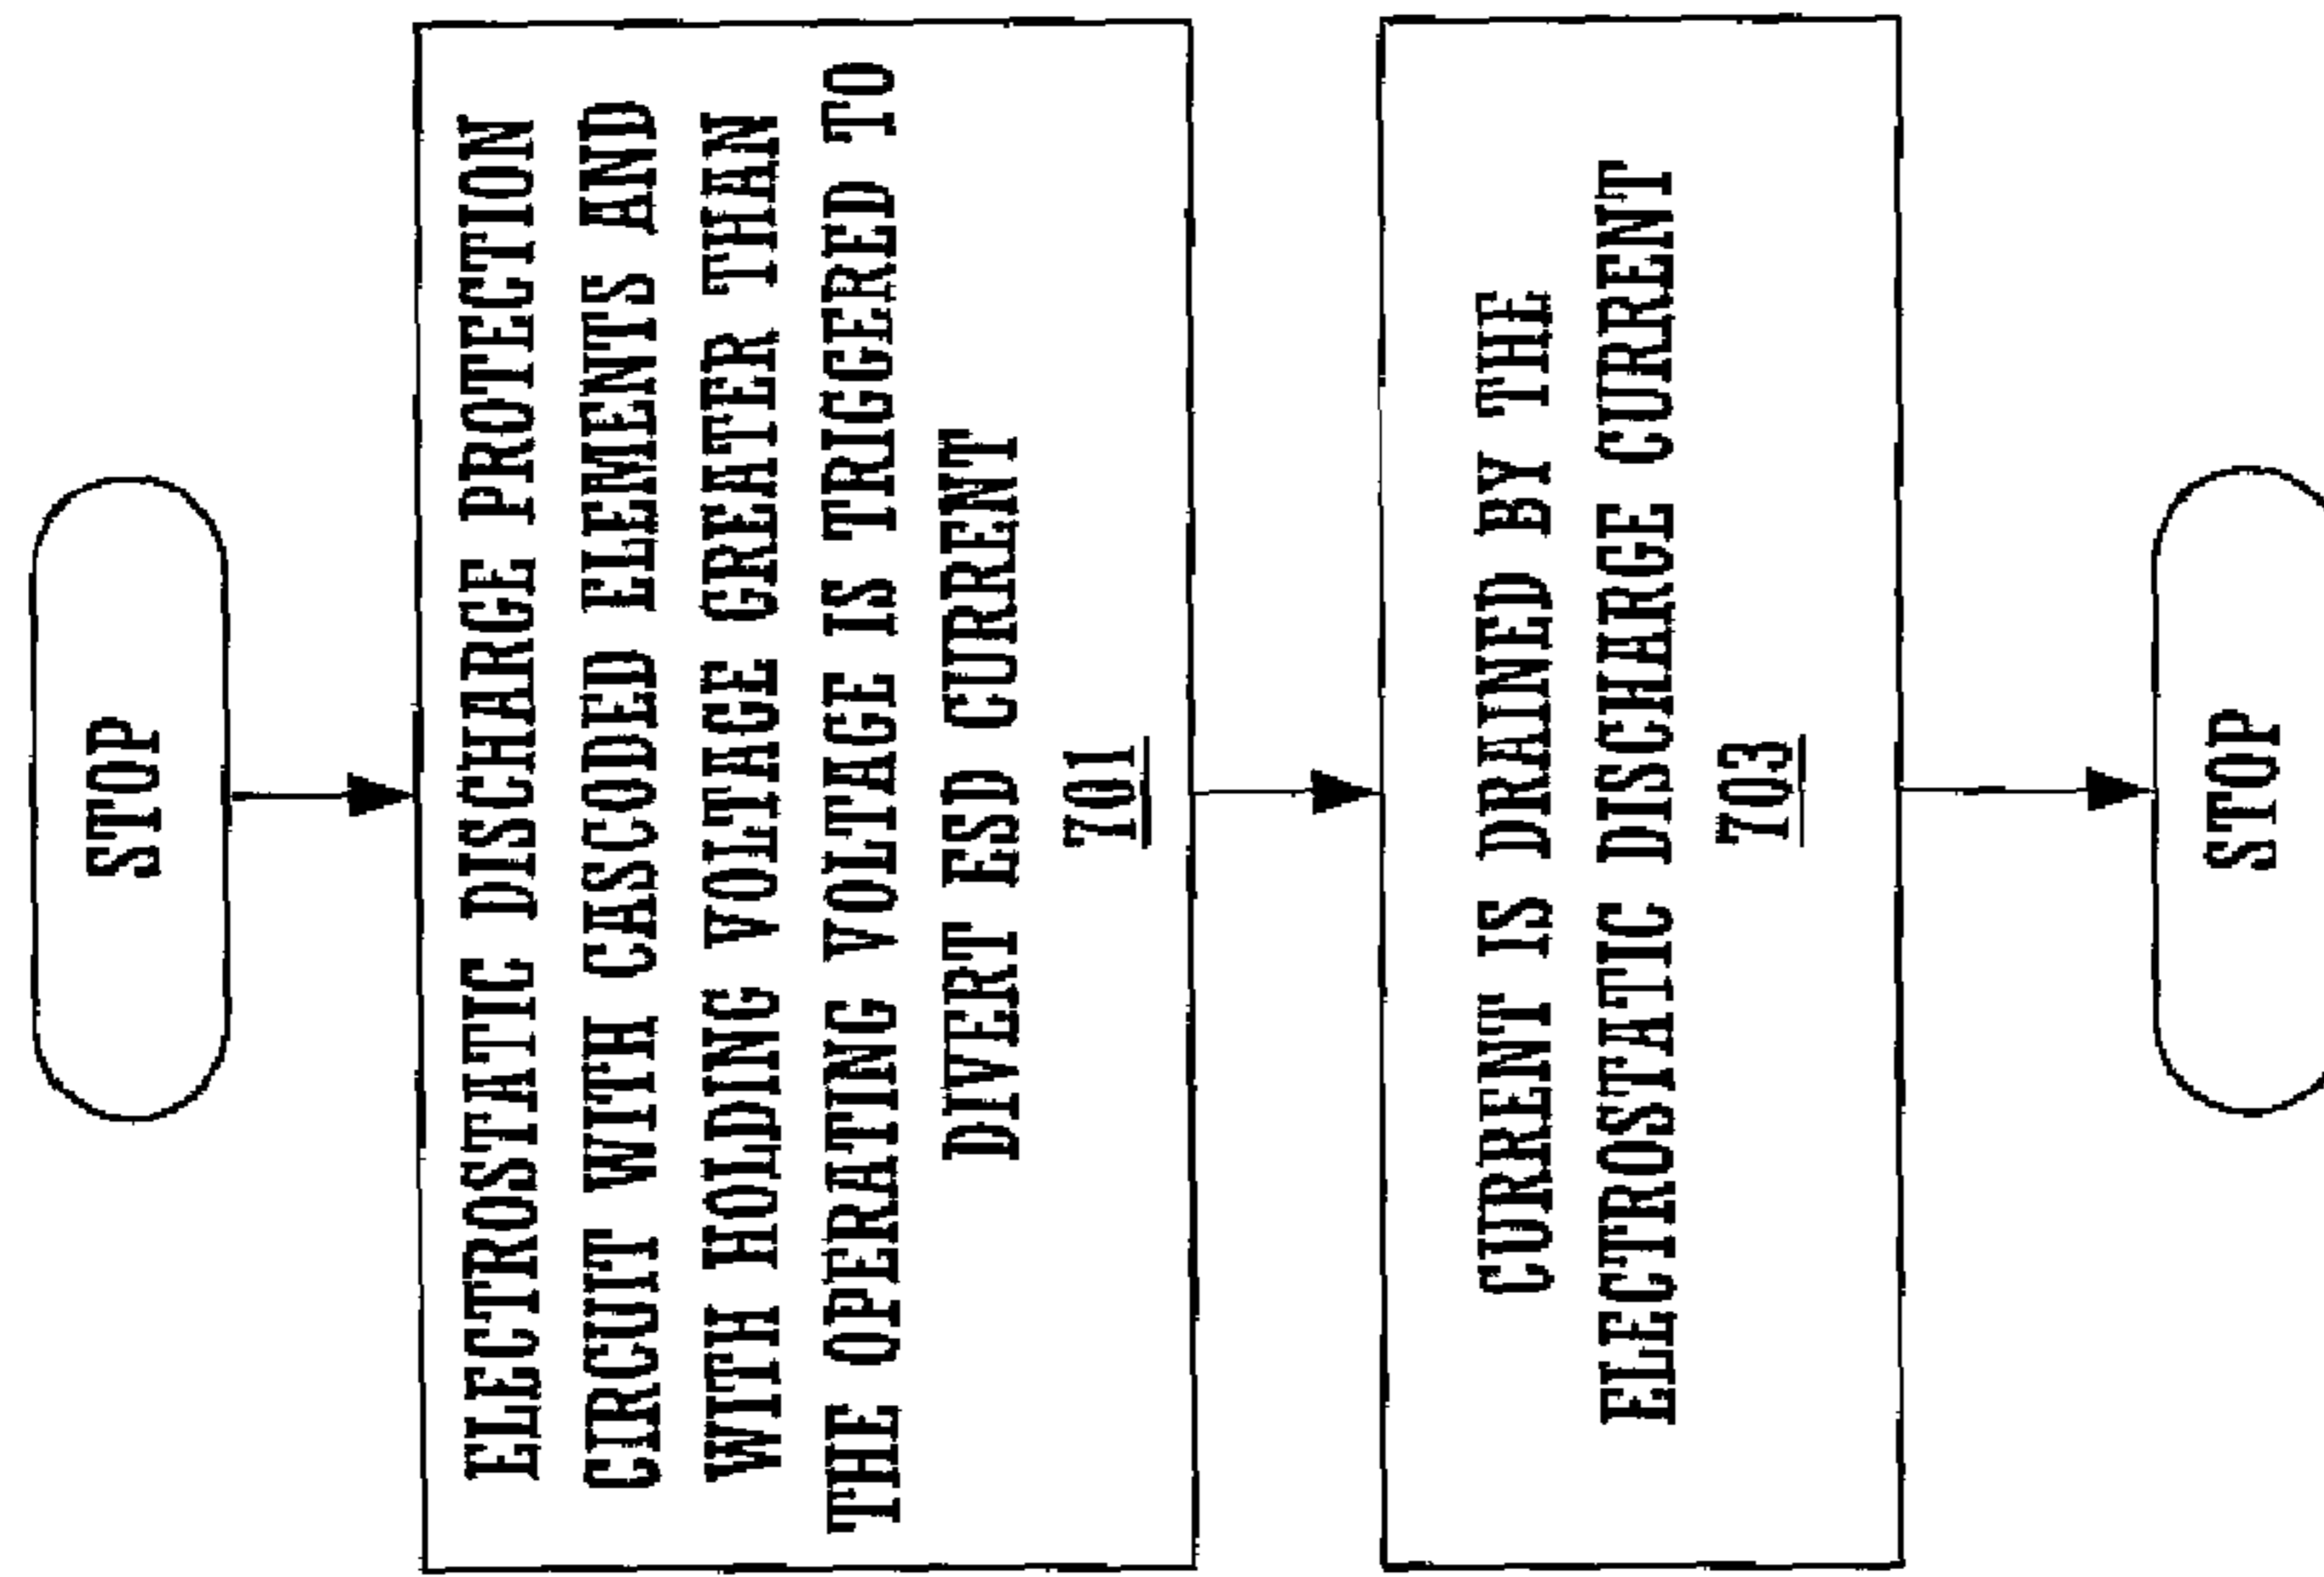 STOP
ELECTROSTATIC DISCHARGE PROTECTION
CIRCUIT WITH CASCODED ELEMENTS AND
WITH HOLDING VOLTAGE GREATER THAN
THE OPERATING VOLTAGE IS TRIGGERED TO
DIVERT ESD CURRENT
701
CURRENT IS DRAINED BY THE
ELECTROSTATIC DISCHARGE CURRENT
703
STOP